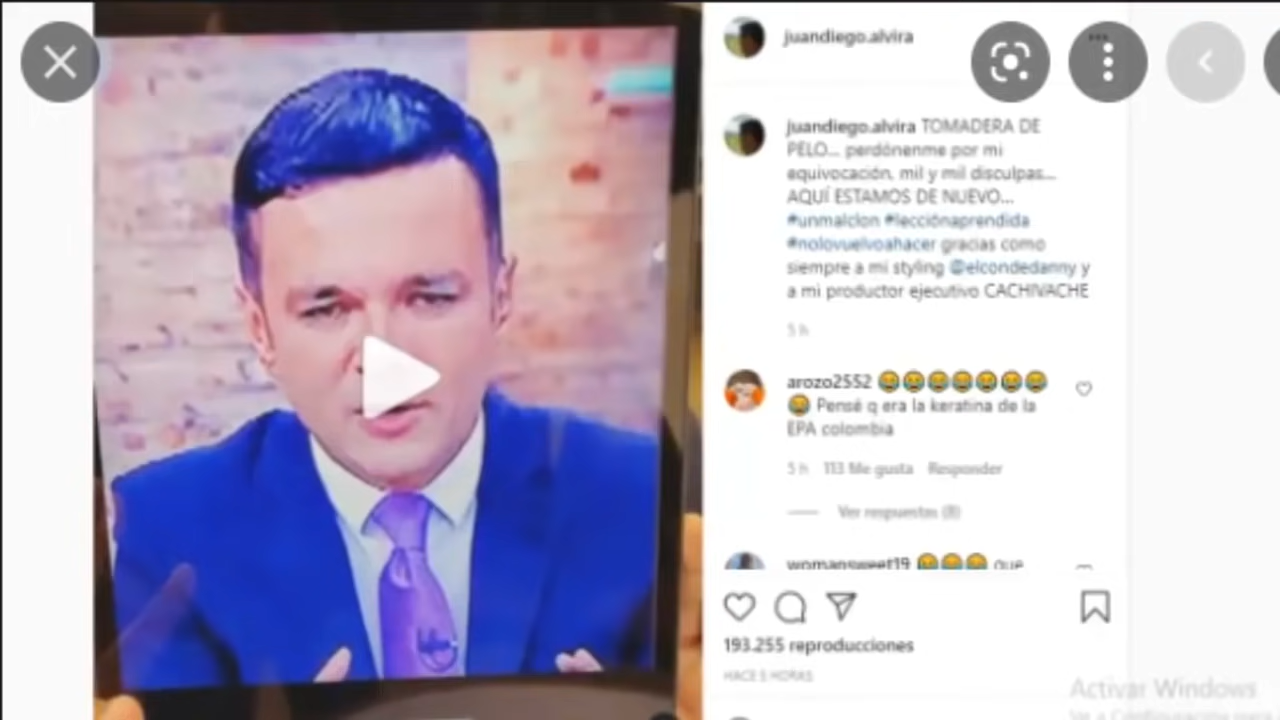 juandiego.alvira
juandiego.alvira TOMADERA DE
PELO... perdónenme por mi
equivocación, mil y mil disculpas...
AQUÍ ESTAMOS DE NUEVO...
#unmalclon #lecciónaprendida
#nolovuelvoahacer gracias como
siempre a mi styling @elcondedanny y
a mi productor ejecutivo CACHIVACHE
5 h
arozo2552 😂😂😂😂😂😂😂
😂 Pensé q era la keratina de la
EPA colombia
5 h 113 Me gusta Responder
Ver respuestas (8)
womansweet19 😂😂😂 que
193.255 reproducciones
HACE 5 HORAS
Activar Windows
Ve a Configuración para